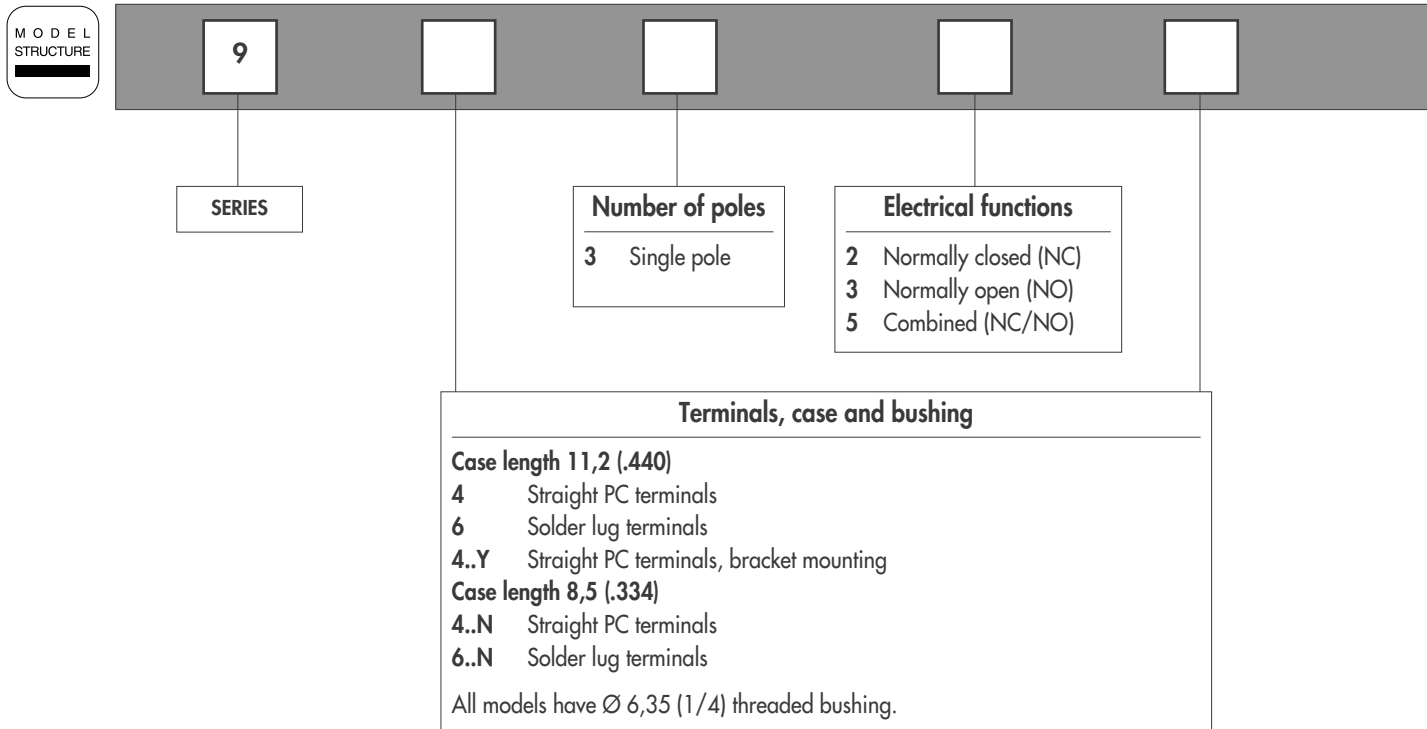 MODEL
STRUCTURE
9
SERIES
Number of poles
3 Single pole
Electrical functions
2 Normally closed (NC)
3 Normally open (NO)
5 Combined (NC/NO)
Terminals, case and bushing
Case length 11,2 (.440)
4 Straight PC terminals
6 Solder lug terminals
4..Y Straight PC terminals, bracket mounting
Case length 8,5 (.334)
4..N Straight PC terminals
6..N Solder lug terminals
All models have Ø 6,35 (1/4) threaded bushing.